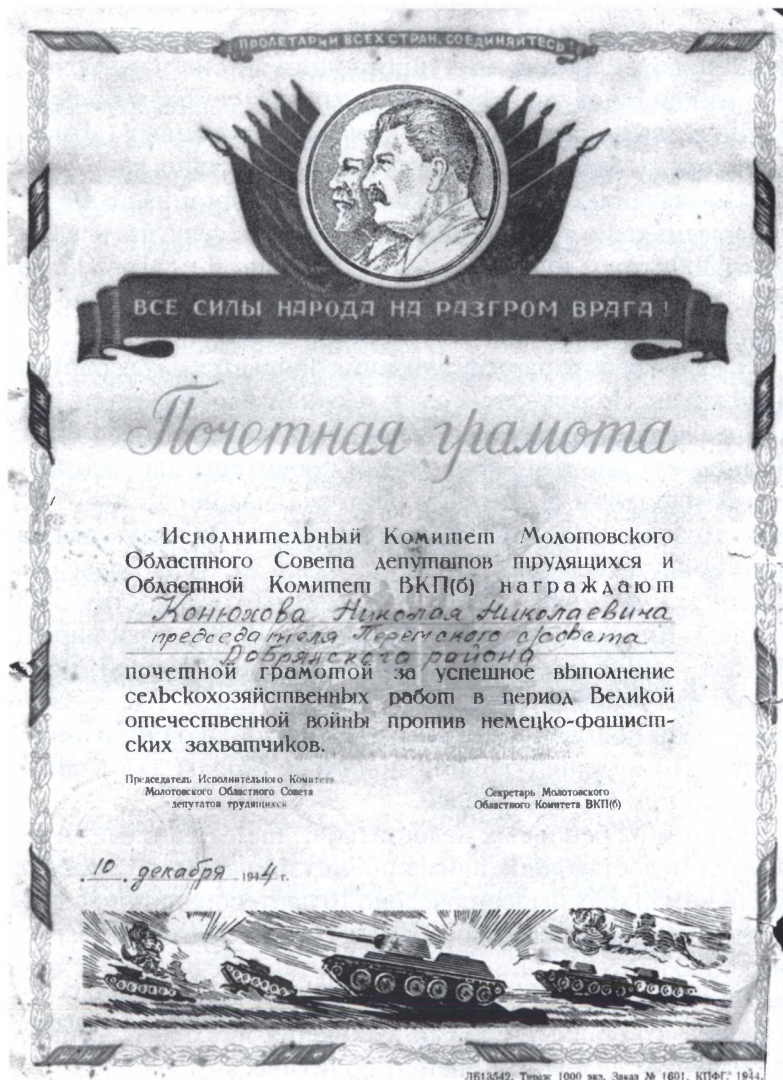 ПРОЛЕТАРИИ ВСЕХ СТРАН, СОЕДИНЯЙТЕСЬ!
ВСЕ СИЛЫ НАРОДА НА РАЗГРОМ ВРАГА!
Почетная грамота
Исполнительный Комитет Молотовского
Областного Совета депутатов трудящихся и
Областной Комитет ВКП(б) награждают
Конюхова Николая Николаевича
председателя Перемского с/совета
Добрянского района
почетной грамотой за успешное выполнение
сельскохозяйственных работ в период Великой
отечественной войны против немецко-фашист-
ских захватчиков.
Председатель Исполнительного Комитета
Молотовского Областного Совета
депутатов трудящихся
Секретарь Молотовского
Областного Комитета ВКП(б)
10 декабря 1944 г.
ЛБ13542. Тираж 1000 экз. Заказ № 1601. КПФГ. 1944.